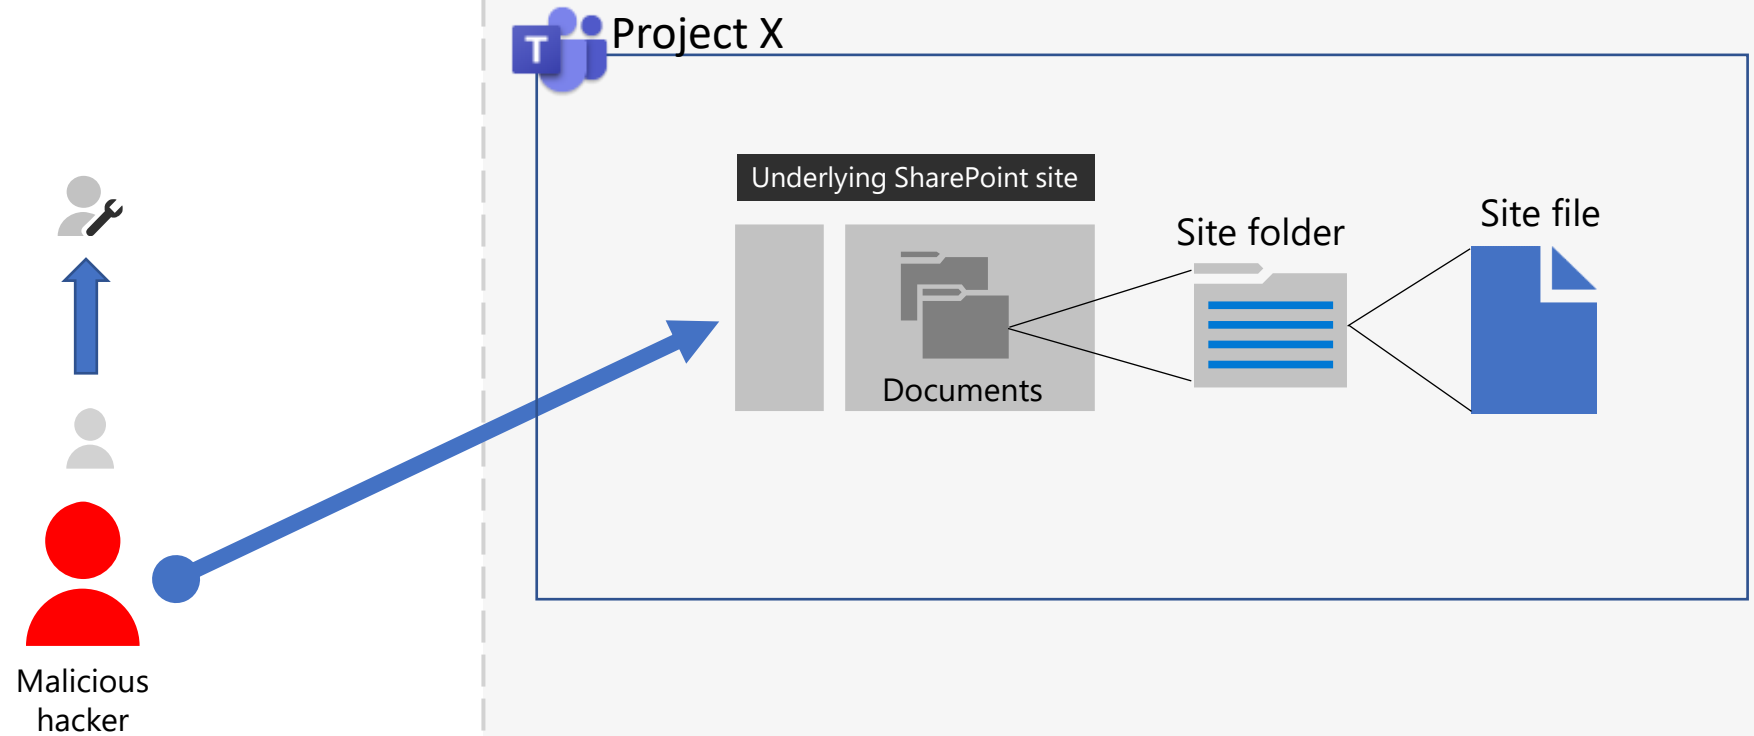 T
Project X
Underlying SharePoint site
Site folder
Site file
Documents
Malicious
hacker